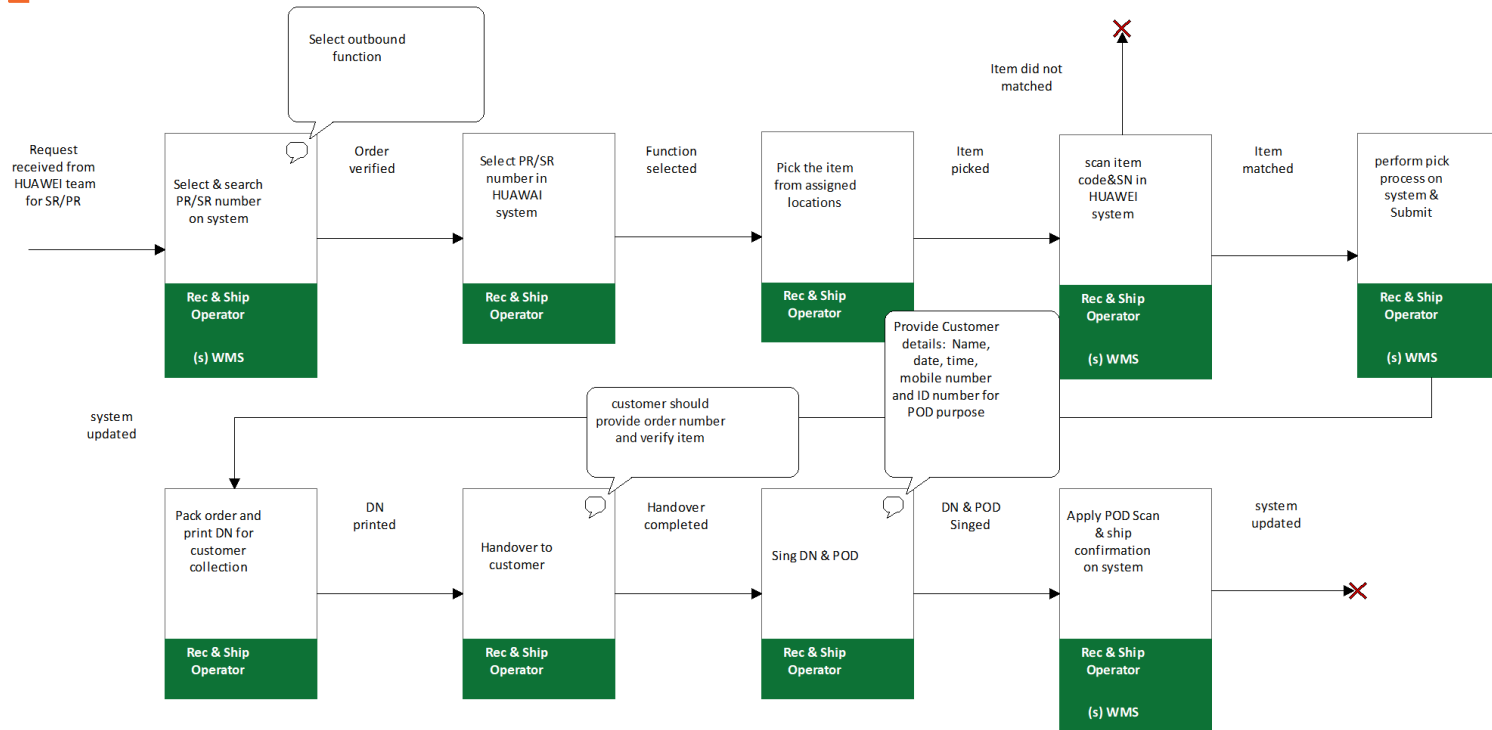 Select outbound
function
Item did not
matched
Request
received from
HUAWEI team
for SR/PR
Select & search
PR/SR number
on system
Rec & Ship
Operator
(s) WMS
Order
verified
Select PR/SR
number in
HUAWAI
system
Rec & Ship
Operator
Function
selected
Pick the item
from assigned
locations
Rec & Ship
Operator
Item
picked
scan item
code&SN in
HUAWEI
system
Rec & Ship
Operator
(s) WMS
Item
matched
perform pick
process on
system &
Submit
Rec & Ship
Operator
(s) WMS
system
updated
Pack order and
print DN for
customer
collection
Rec & Ship
Operator
DN
printed
customer should
provide order number
and verify item
Handover to
customer
Rec & Ship
Operator
Handover
completed
Provide Customer
details:  Name,
date, time,
mobile number
and ID number for
POD purpose
Sing DN & POD
Rec & Ship
Operator
DN & POD
Singed
Apply POD Scan
& ship
confirmation
on system
Rec & Ship
Operator
(s) WMS
system
updated